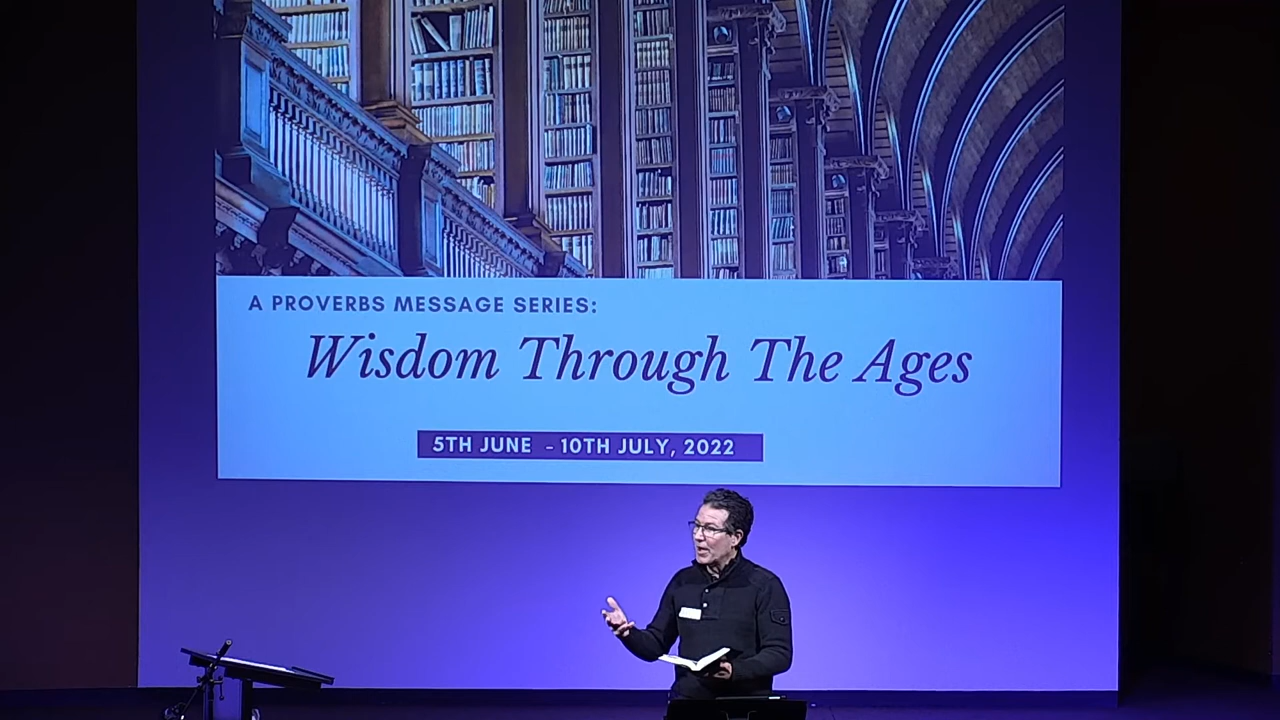 A PROVERBS MESSAGE SERIES:
Wisdom Through The Ages
5TH JUNE - 10TH JULY, 2022